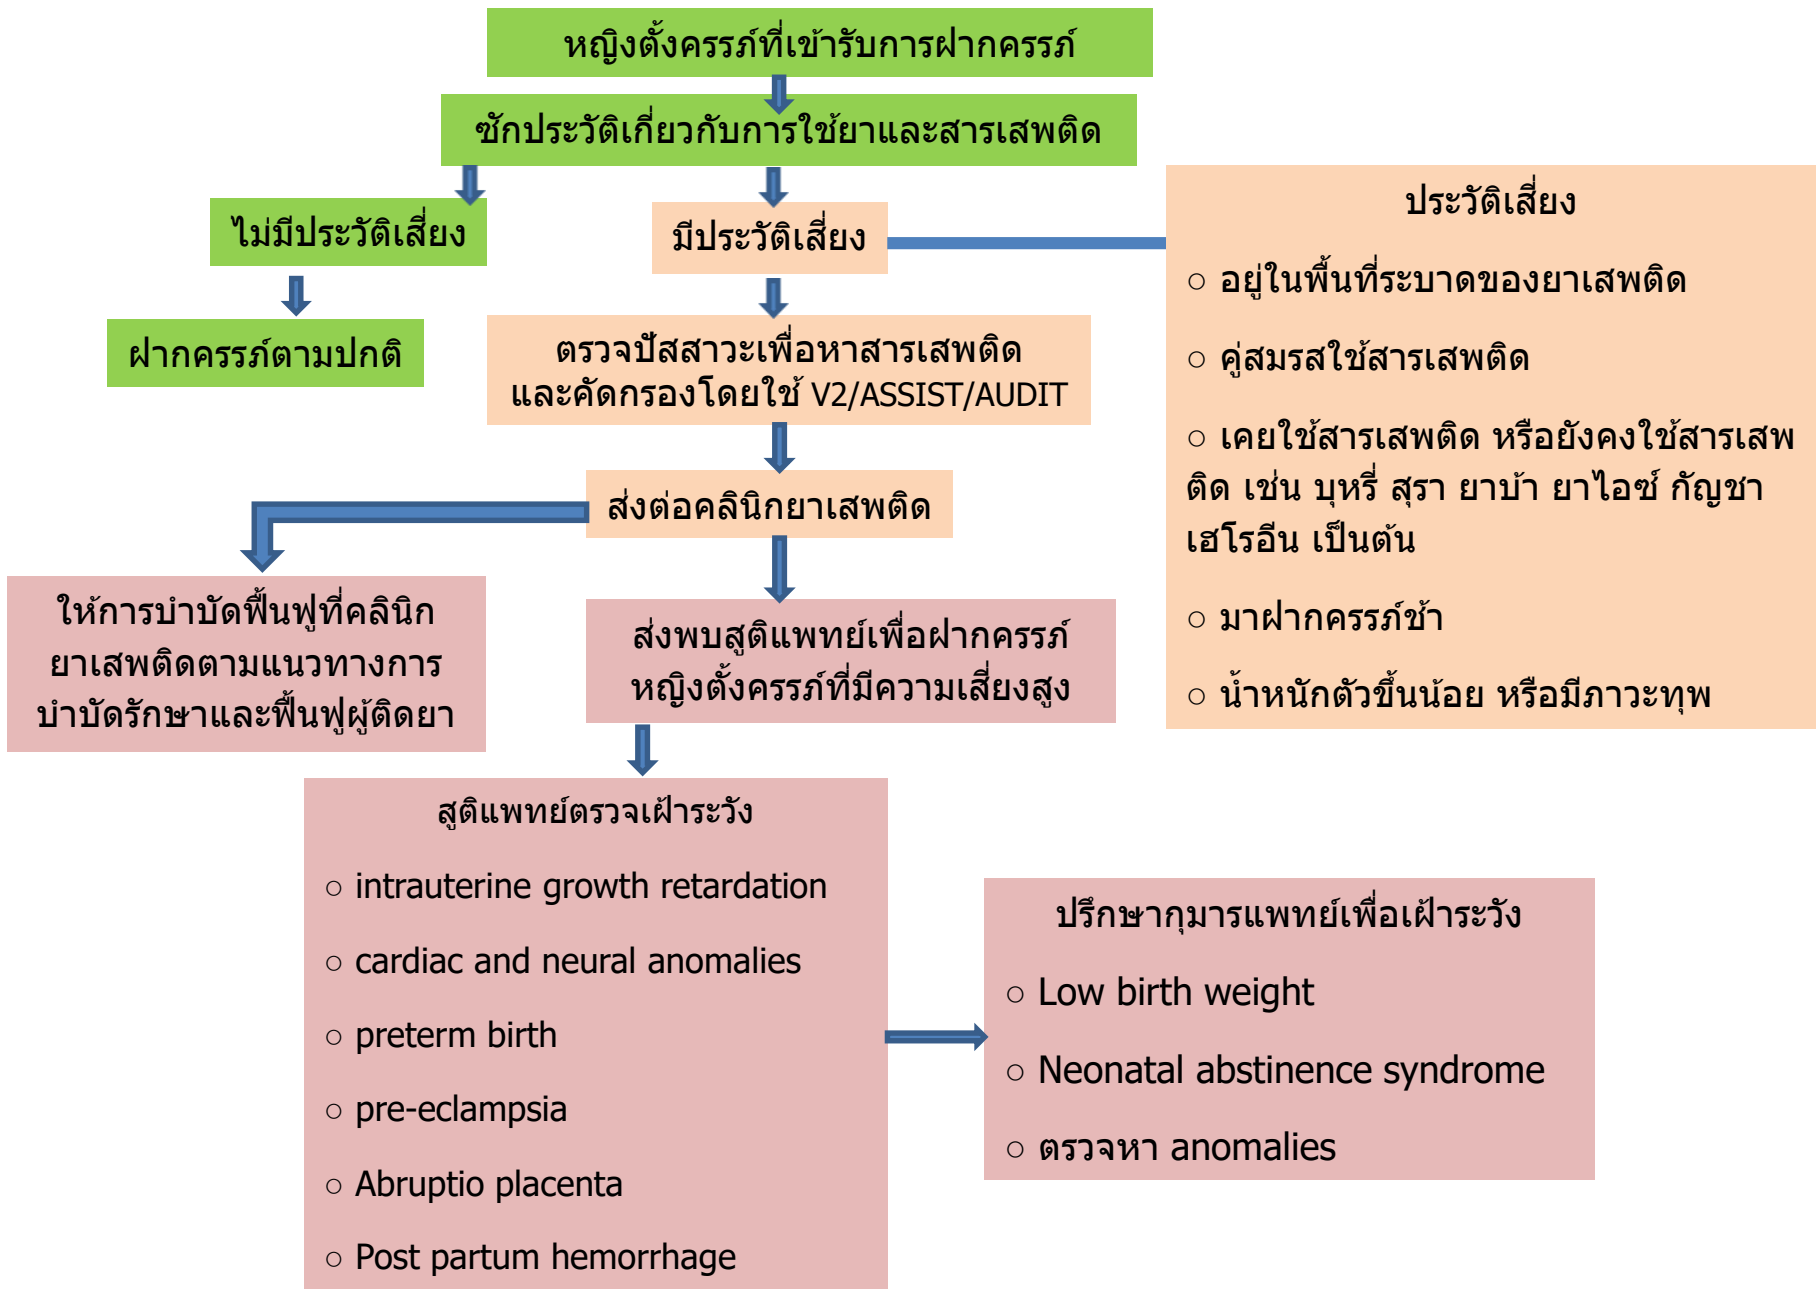 หญิงตั้งครรภ์ที่เข้ารับการฝากครรภ์
ซักประวัติเกี่ยวกับการใช้ยาและสารเสพติด
ไม่มีประวัติเสี่ยง
มีประวัติเสี่ยง
ฝากครรภ์ตามปกติ
ตรวจปัสสาวะเพื่อหาสารเสพติด
และคัดกรองโดยใช้ V2/ASSIST/AUDIT
ประวัติเสี่ยง
○ อยู่ในพื้นที่ระบาดของยาเสพติด
○ คู่สมรสใช้สารเสพติด
○ เคยใช้สารเสพติด หรือยังคงใช้สารเสพ
ติด เช่น บุหรี่ สุรา ยาบ้า ยาไอซ์ กัญชา
เฮโรอีน เป็นต้น
○ มาฝากครรภ์ช้า
○ น้ำหนักตัวขึ้นน้อย หรือมีภาวะทุพ
ส่งต่อคลินิกยาเสพติด
ให้การบำบัดฟื้นฟูที่คลินิก
ยาเสพติดตามแนวทางการ
บำบัดรักษาและฟื้นฟูผู้ติดยา
ส่งพบสูติแพทย์เพื่อฝากครรภ์
หญิงตั้งครรภ์ที่มีความเสี่ยงสูง
สูติแพทย์ตรวจเฝ้าระวัง
○ intrauterine growth retardation
○ cardiac and neural anomalies
○ preterm birth
○ pre-eclampsia
○ Abruptio placenta
○ Post partum hemorrhage
ปรึกษากุมารแพทย์เพื่อเฝ้าระวัง
○ Low birth weight
○ Neonatal abstinence syndrome
○ ตรวจหา anomalies